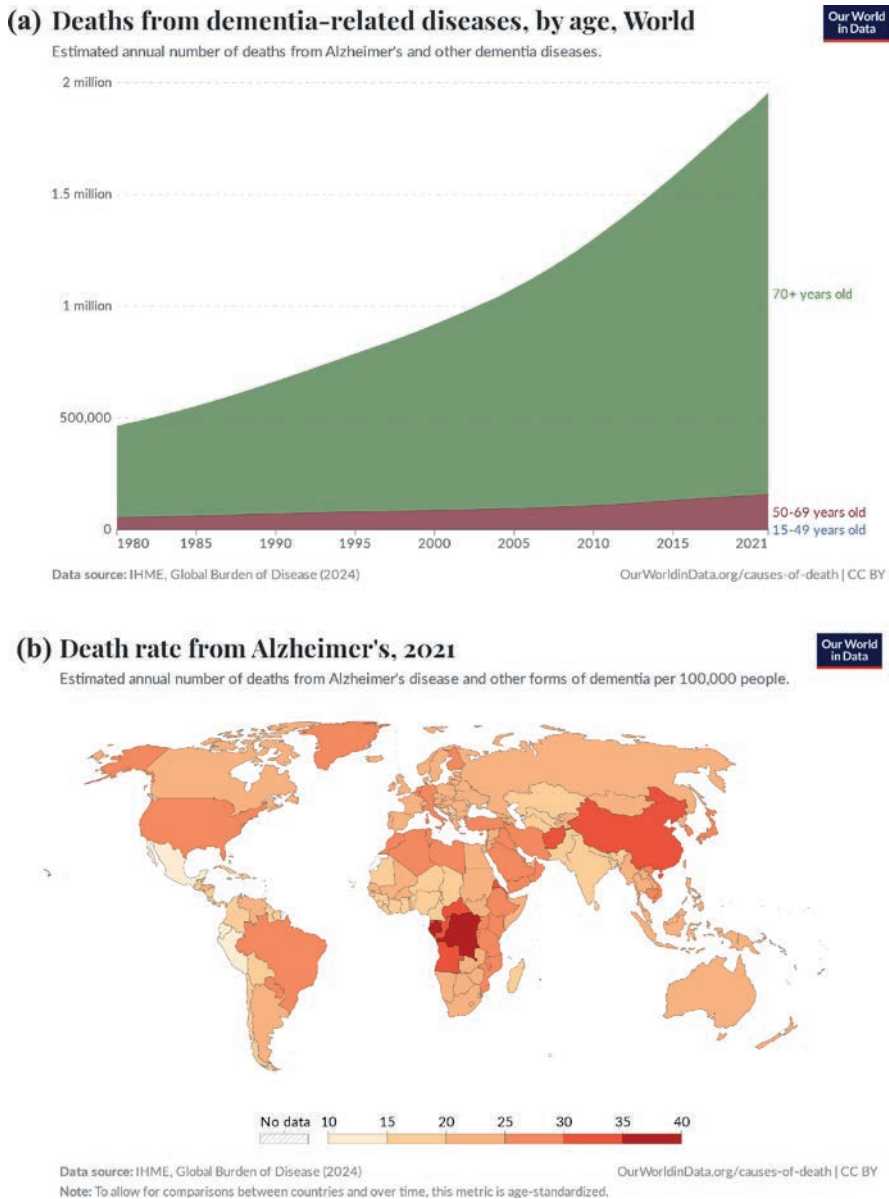 (a) Deaths from dementia-related diseases, by age, World
Our World
in Data
Estimated annual number of deaths from Alzheimer's and other dementia diseases.
2 million
1.5 million
1 million
70+ years old
500,000
50-69 years old
0
15-49 years old
1980 1985 1990 1995 2000 2005 2010 2015 2021
Data source: IHME, Global Burden of Disease (2024) OurWorldinData.org/causes-of-death | CC BY
(b) Death rate from Alzheimer's, 2021
Our World
in Data
Estimated annual number of deaths from Alzheimer's disease and other forms of dementia per 100,000 people.
No data 10 15 20 25 30 35 40
Data source: IHME, Global Burden of Disease (2024) OurWorldinData.org/causes-of-death | CC BY
Note: To allow for comparisons between countries and over time, this metric is age-standardized.